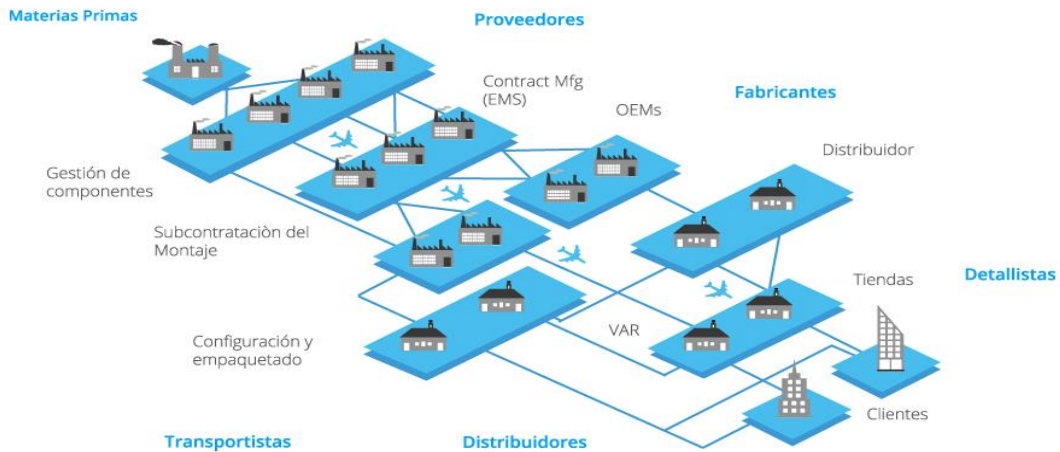 Materias Primas
Proveedores
Contract Mfg
(EMS)
OEMs
Fabricantes
Distribuidor
Gestión de
componentes
Subcontrataciòn del
Montaje
Detallistas
Tiendas
VAR
Configuración y
empaquetado
Clientes
Transportistas
Distribuidores